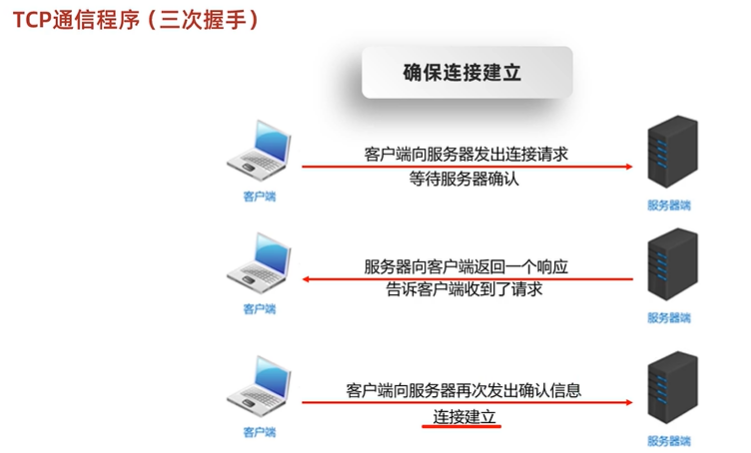 TCP通信程序（三次握手）
确保连接建立
客户端向服务器发出连接请求
等待服务器确认
客户端
服务器端
服务器向客户端返回一个响应
告诉客户端收到了请求
客户端
服务器端
客户端向服务器再次发出确认信息
连接建立
客户端
服务器端